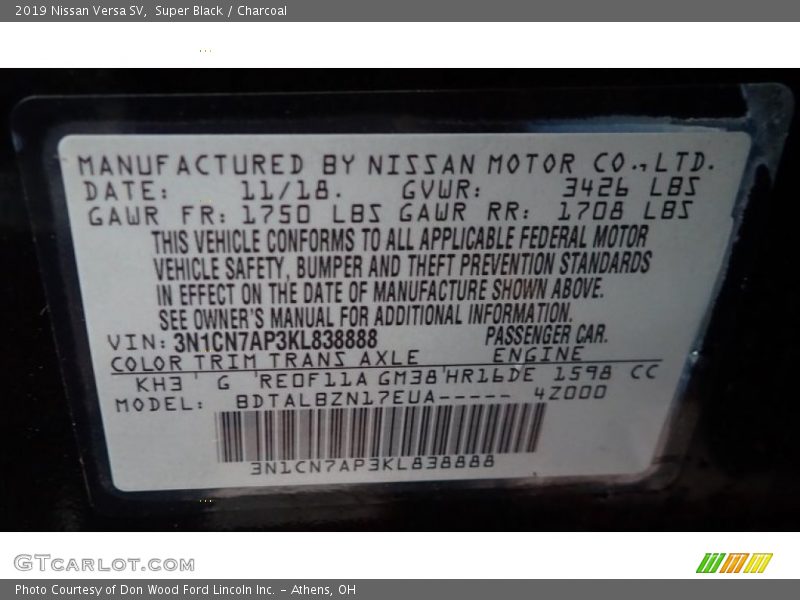 2019 Nissan Versa SV,  Super Black / Charcoal
MANUFACTURED BY NISSAN MOTOR CO., LTD.
DATE: 11/18. GVWR: 3426 LBS
GAWR FR: 1750 LBS GAWR RR: 1708 LBS
THIS VEHICLE CONFORMS TO ALL APPLICABLE FEDERAL MOTOR
VEHICLE SAFETY, BUMPER AND THEFT PREVENTION STANDARDS
IN EFFECT ON THE DATE OF MANUFACTURE SHOWN ABOVE.
SEE OWNER'S MANUAL FOR ADDITIONAL INFORMATION.
VIN: 3N1CN7AP3KL838888 PASSENGER CAR.
COLOR TRIM TRANS AXLE ENGINE
KH3 G RE0F11A GM38 HR16DE 1598 CC
MODEL: BDTALBZN17EUA----- 4Z000
3N1CN7AP3KL838888
GTCARLOT.COM
Photo Courtesy of Don Wood Ford Lincoln Inc. – Athens, OH